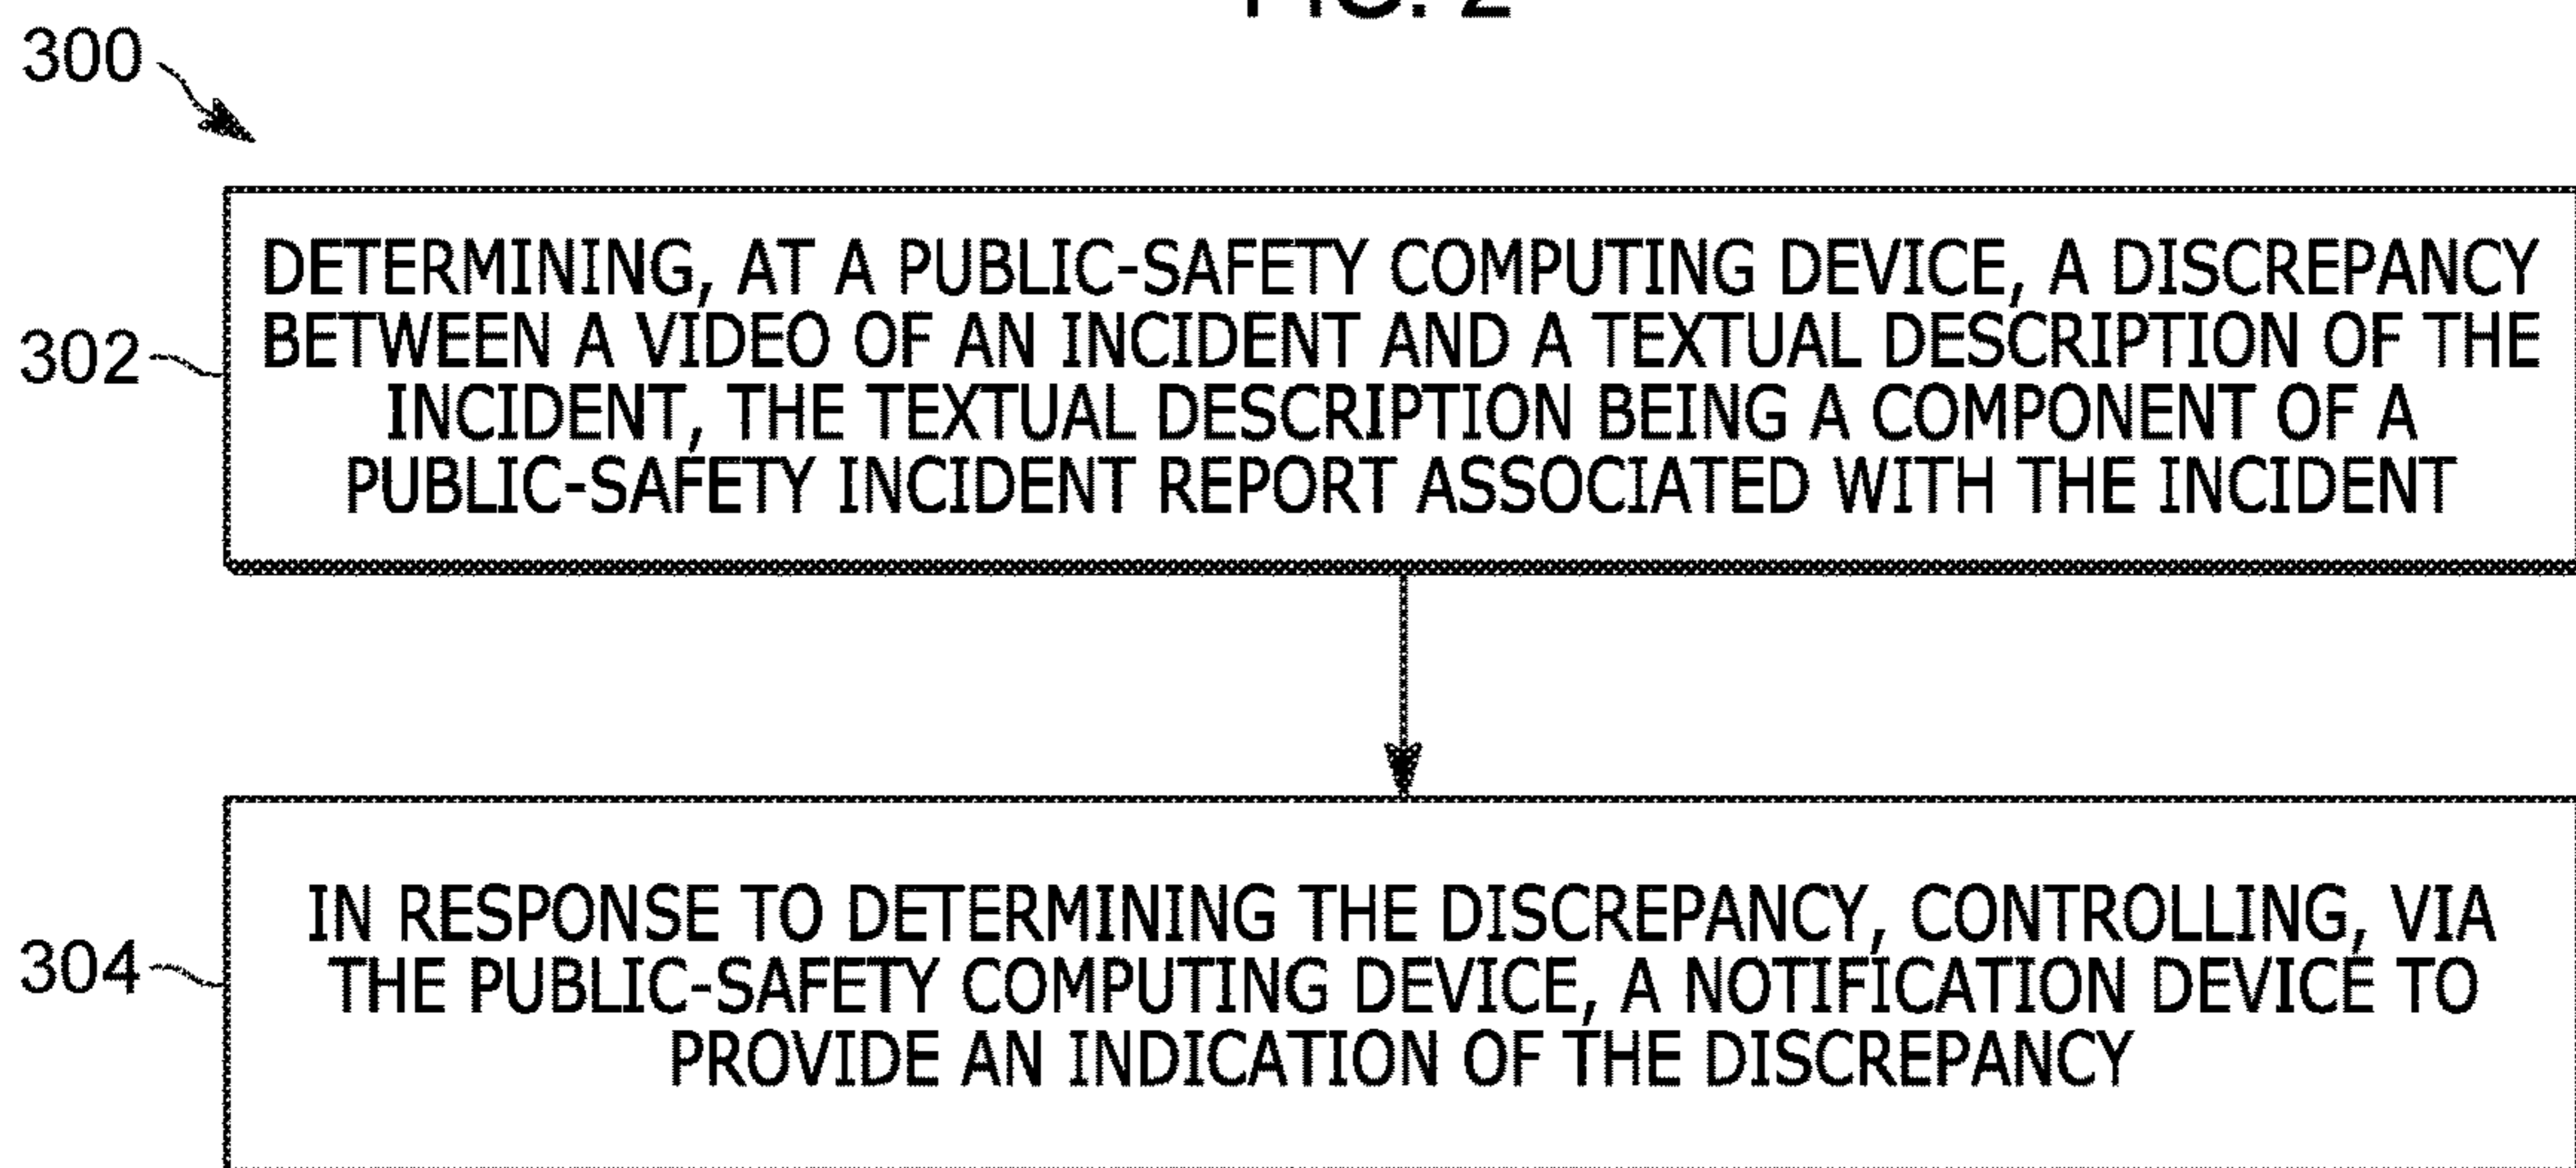 FIG. 2
300
302
DETERMINING, AT A PUBLIC-SAFETY COMPUTING DEVICE, A DISCREPANCY
BETWEEN A VIDEO OF AN INCIDENT AND A TEXTUAL DESCRIPTION OF THE
INCIDENT, THE TEXTUAL DESCRIPTION BEING A COMPONENT OF A
PUBLIC-SAFETY INCIDENT REPORT ASSOCIATED WITH THE INCIDENT
304
IN RESPONSE TO DETERMINING THE DISCREPANCY, CONTROLLING, VIA
THE PUBLIC-SAFETY COMPUTING DEVICE, A NOTIFICATION DEVICE TO
PROVIDE AN INDICATION OF THE DISCREPANCY